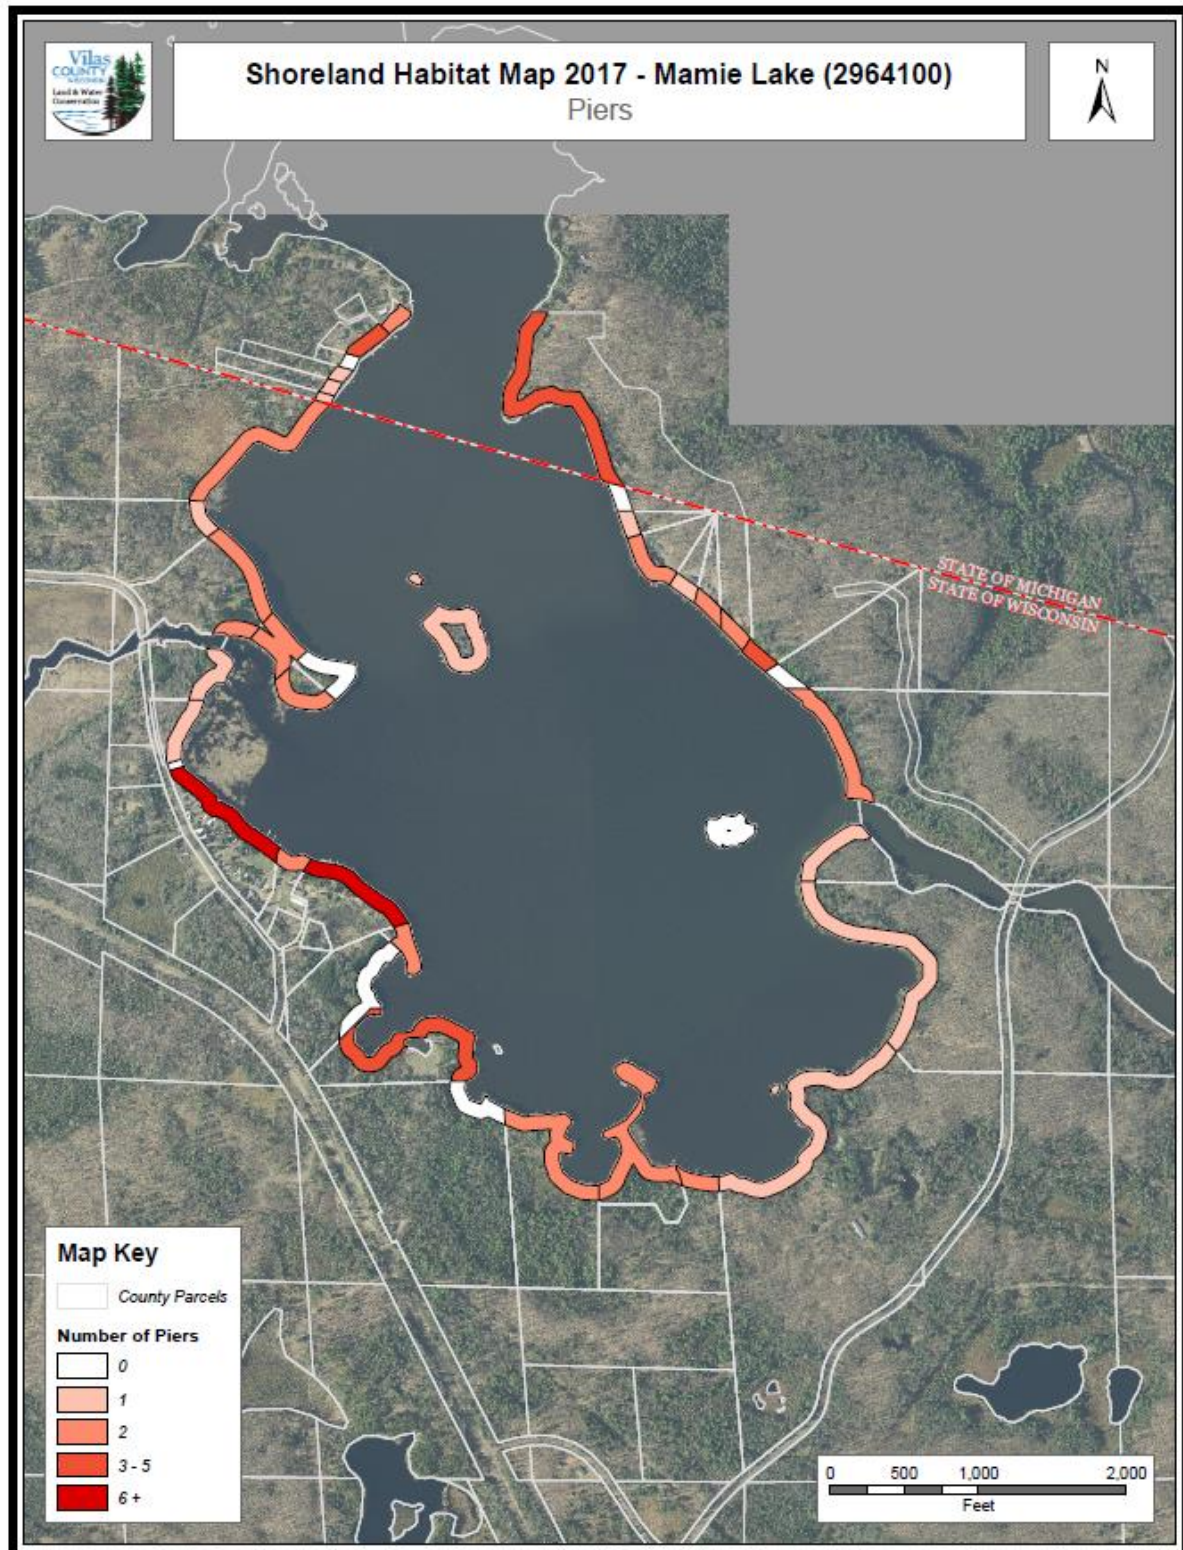 Vilas
COUNTY
Land & Water
Conservation
Shoreland Habitat Map 2017 - Mamie Lake (2964100)
Piers
N
STATE OF MICHIGAN
STATE OF WISCONSIN
Map Key
County Parcels
Number of Piers
0
1
2
3 - 5
6 +
0 500 1,000 2,000
Feet